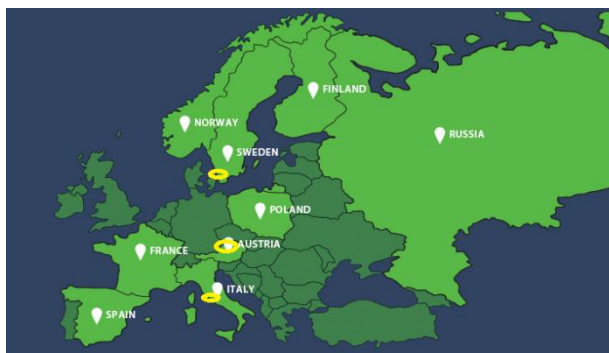 FINLAND
NORWAY
RUSSIA
SWEDEN
POLAND
AUSTRIA
FRANCE
ITALY
SPAIN